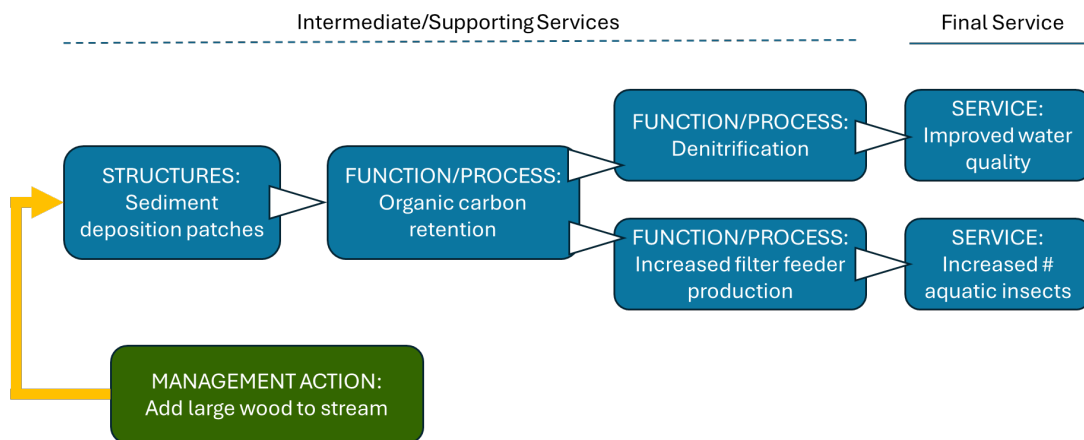 Intermediate/Supporting Services
Final Service
STRUCTURES:
Sediment
deposition patches
FUNCTION/PROCESS:
Organic carbon
retention
FUNCTION/PROCESS:
Denitrification
SERVICE:
Improved water
quality
FUNCTION/PROCESS:
Increased filter feeder
production
SERVICE:
Increased #
aquatic insects
MANAGEMENT ACTION:
Add large wood to stream